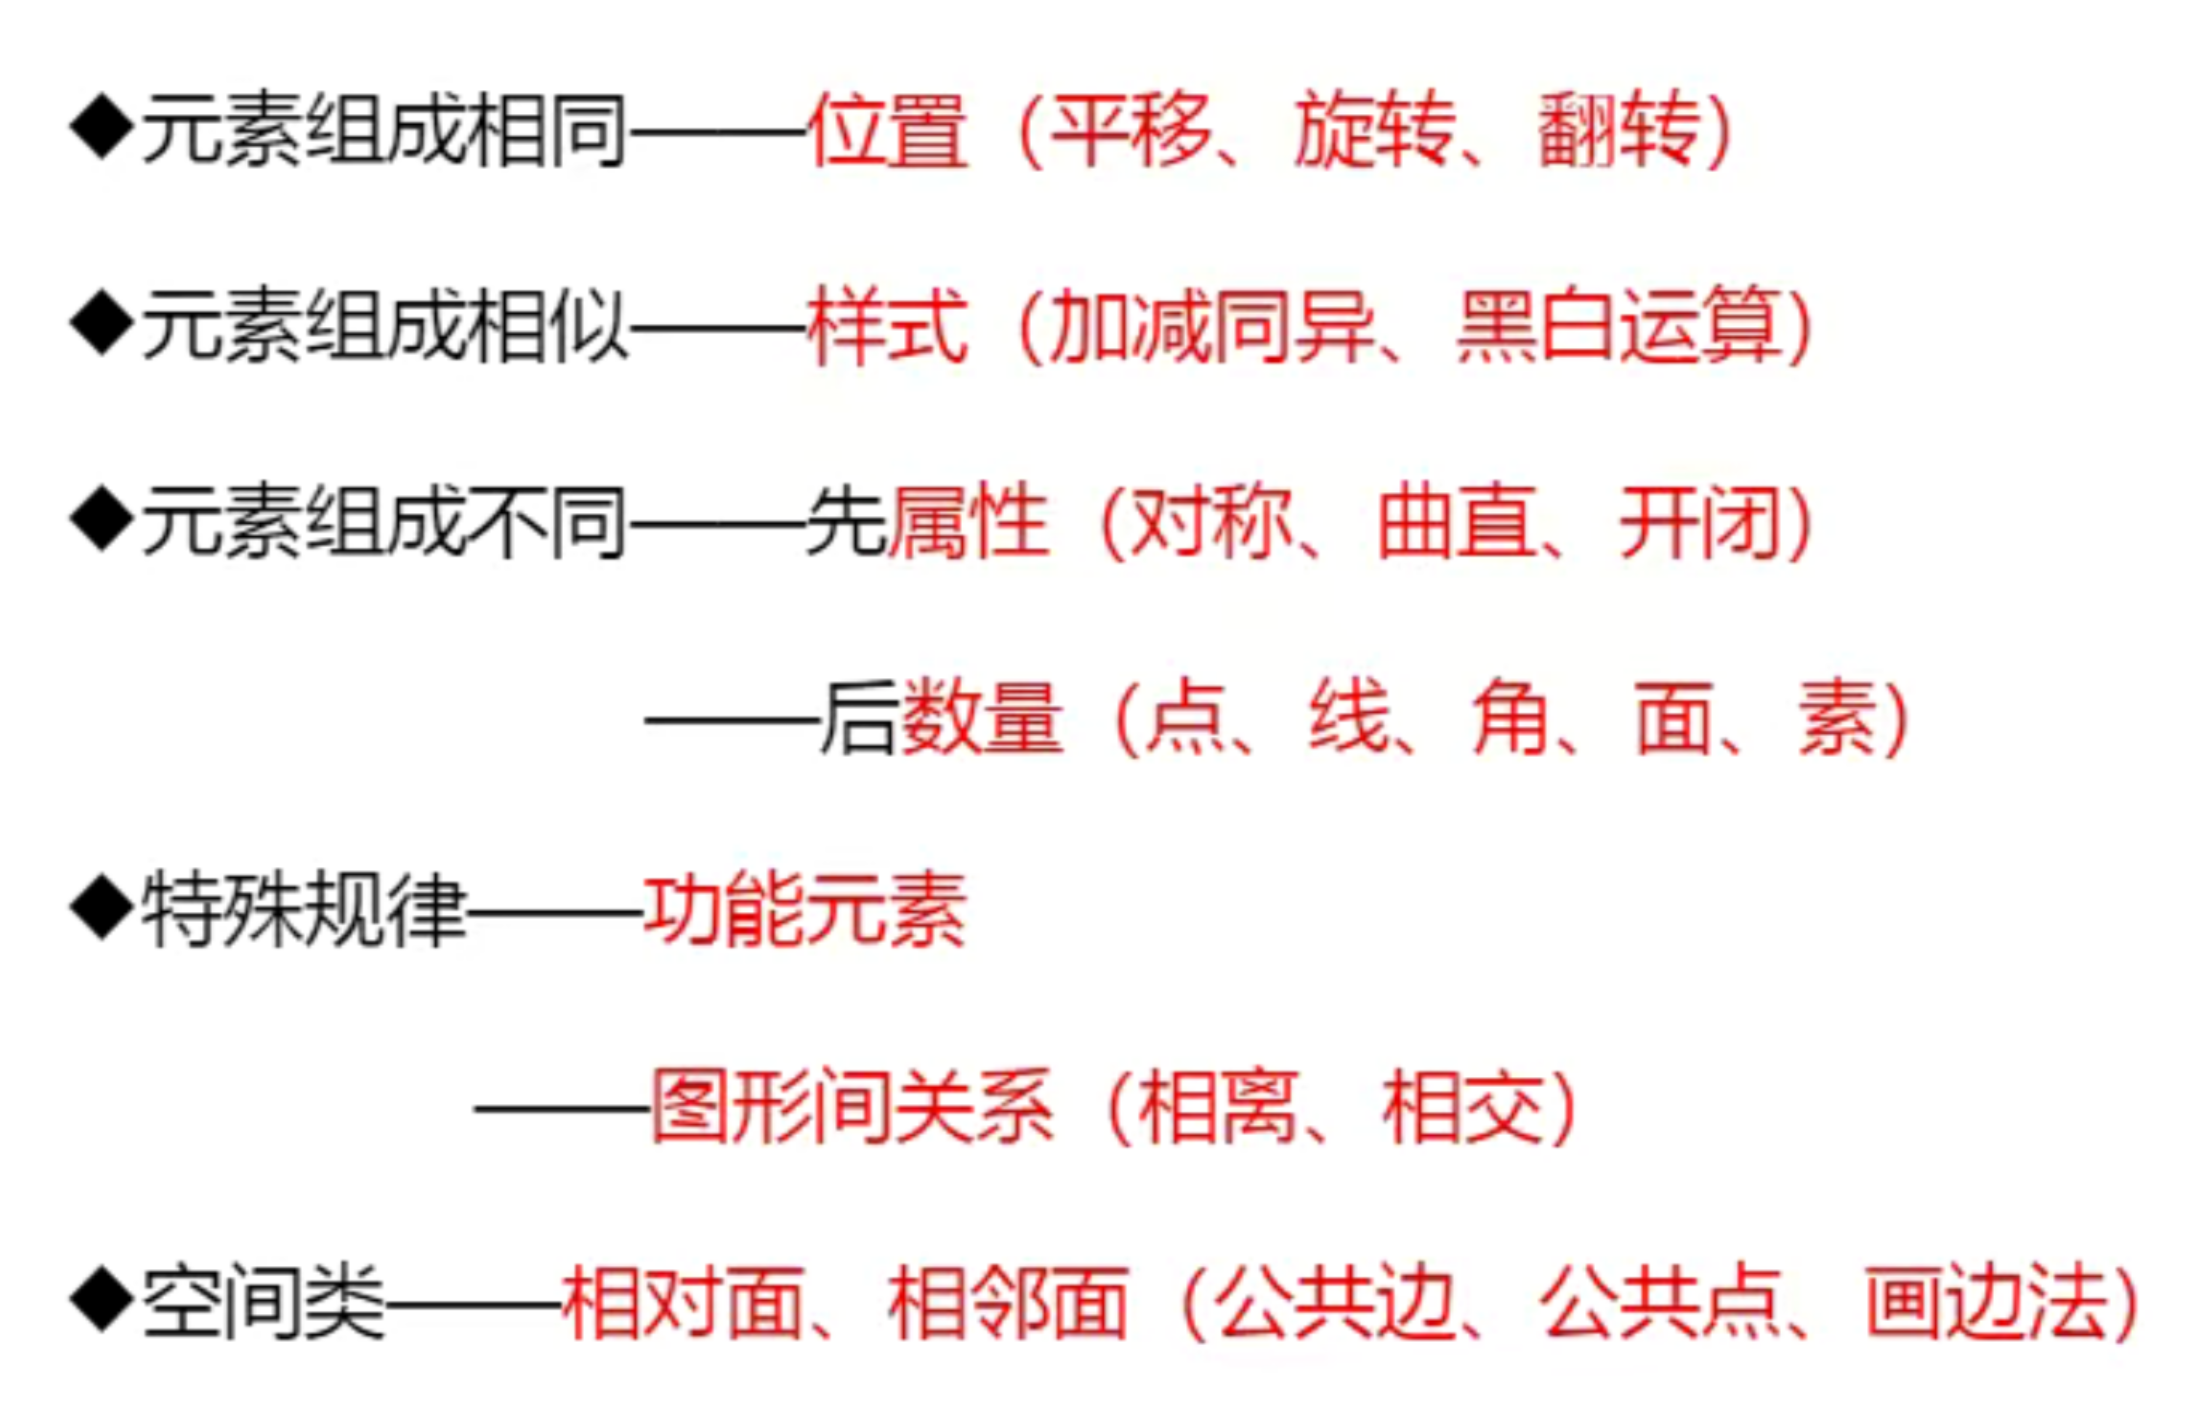 ◆元素组成相同——位置（平移、旋转、翻转）
◆元素组成相似——样式（加减同异、黑白运算）
◆元素组成不同——先属性（对称、曲直、开闭）
——后数量（点、线、角、面、素）
◆特殊规律——功能元素
——图形间关系（相离、相交）
◆空间类——相对面、相邻面（公共边、公共点、画边法）